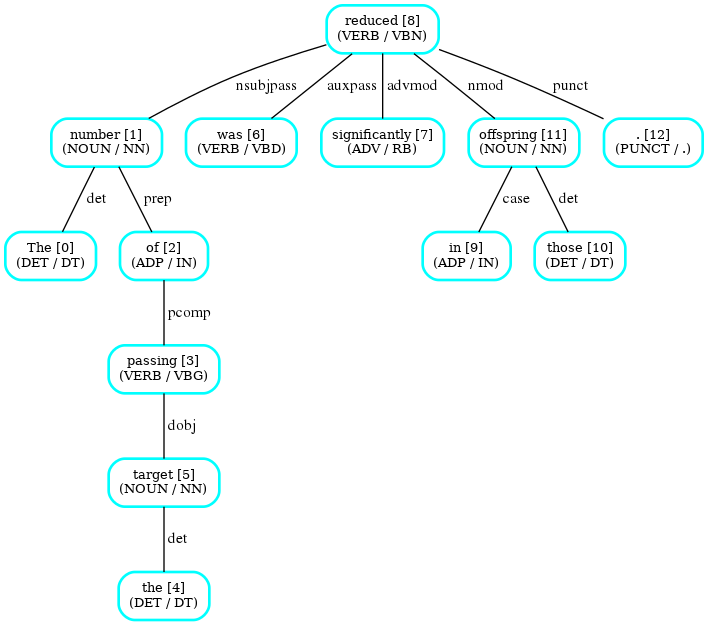 reduced [8]
(VERB / VBN)
nsubjpass
auxpass
advmod
nmod
punct
number [1]
(NOUN / NN)
was [6]
(VERB / VBD)
significantly [7]
(ADV / RB)
offspring [11]
(NOUN / NN)
. [12]
(PUNCT / .)
det
prep
case
det
The [0]
(DET / DT)
of [2]
(ADP / IN)
in [9]
(ADP / IN)
those [10]
(DET / DT)
pcomp
passing [3]
(VERB / VBG)
dobj
target [5]
(NOUN / NN)
det
the [4]
(DET / DT)